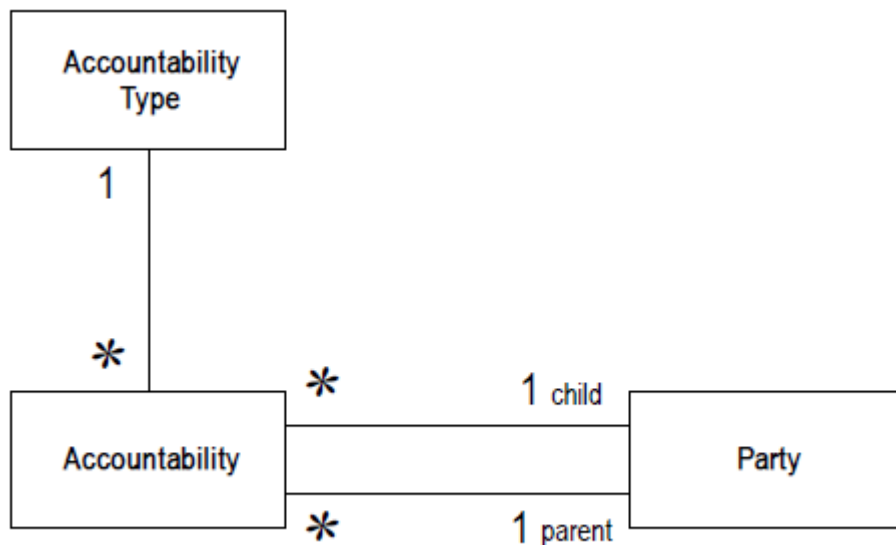 Accountability
Type
1
*
* 1 child
Accountability
Party
* 1 parent